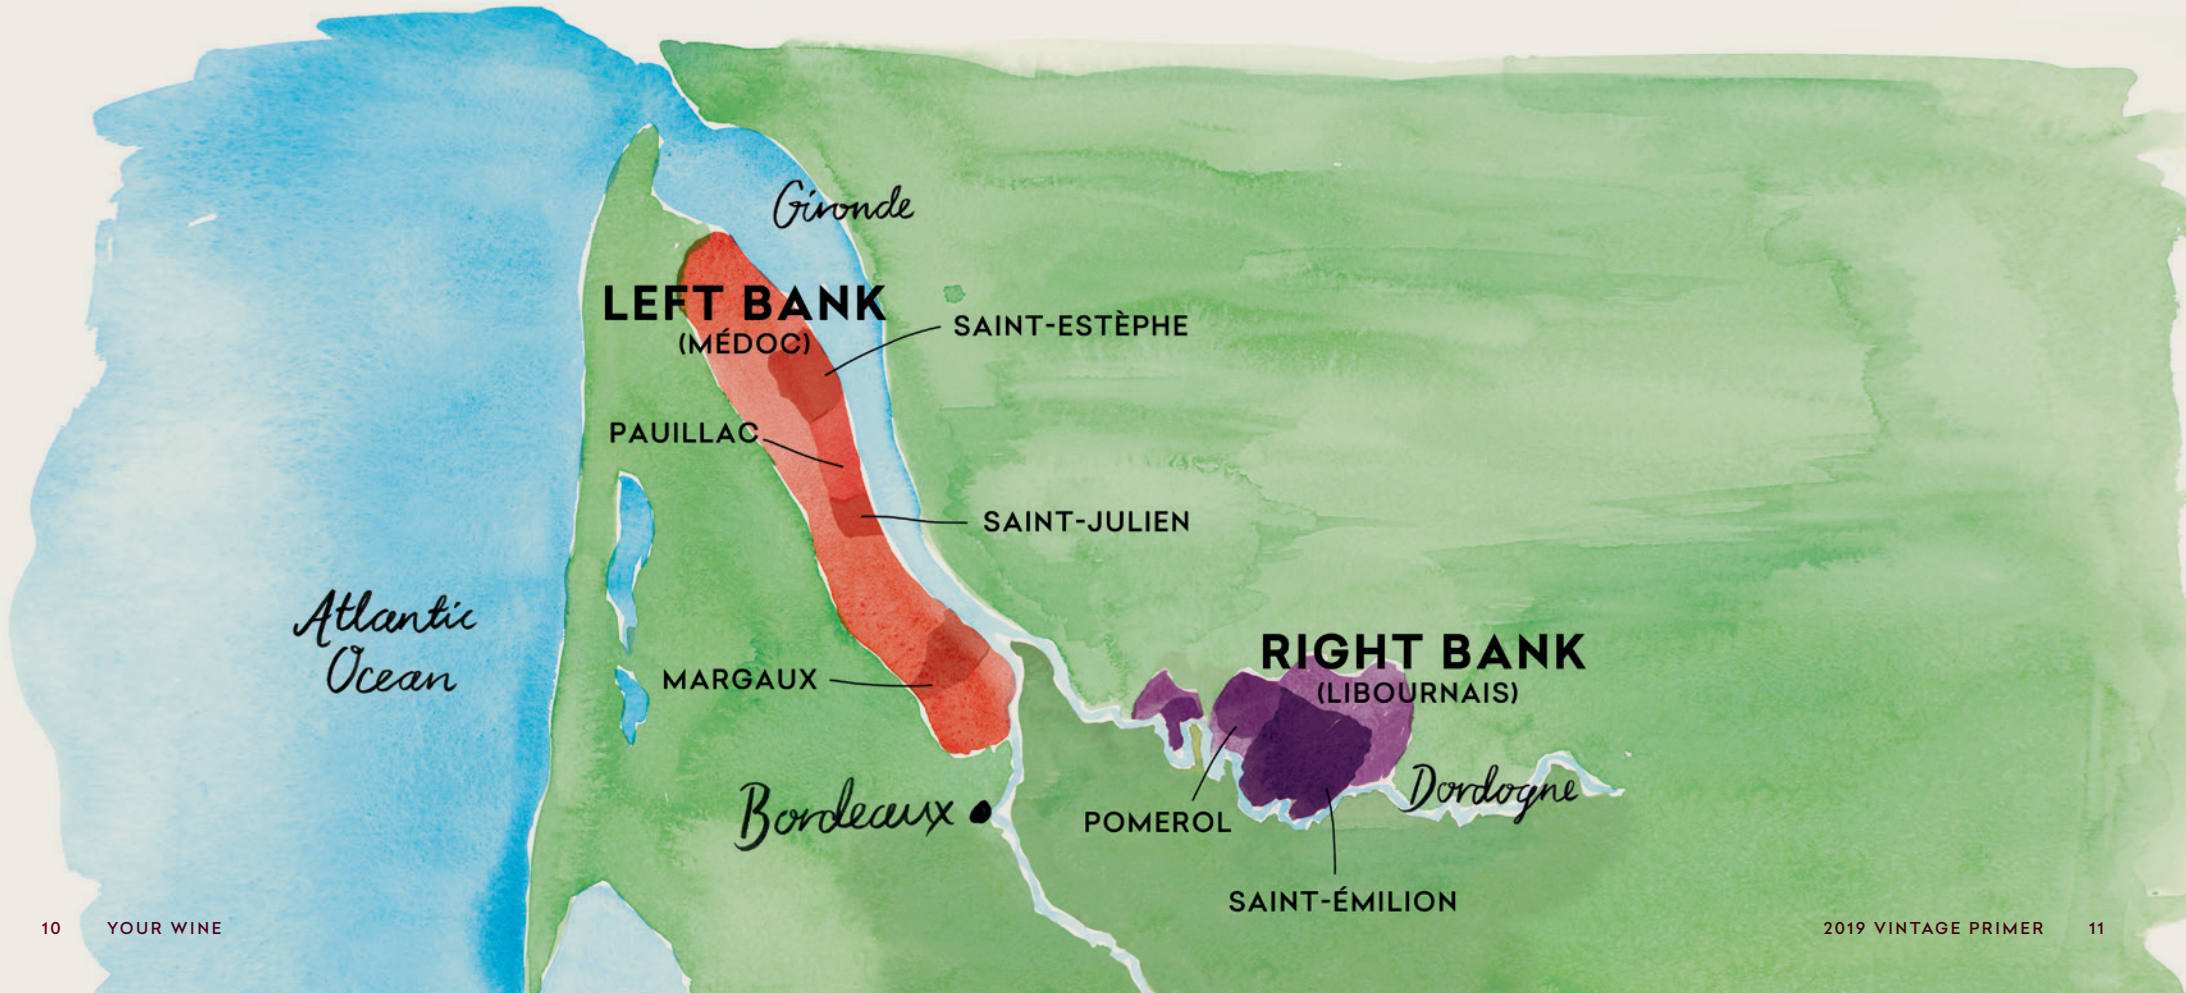 Gironde
LEFT BANK
(MÉDOC)
SAINT-ESTÈPHE
PAUILLAC
SAINT-JULIEN
Atlantic
Ocean
MARGAUX
RIGHT BANK
(LIBOURNAIS)
Bordeaux
POMEROL
Dordogne
SAINT-ÉMILION
10 YOUR WINE
2019 VINTAGE PRIMER 11